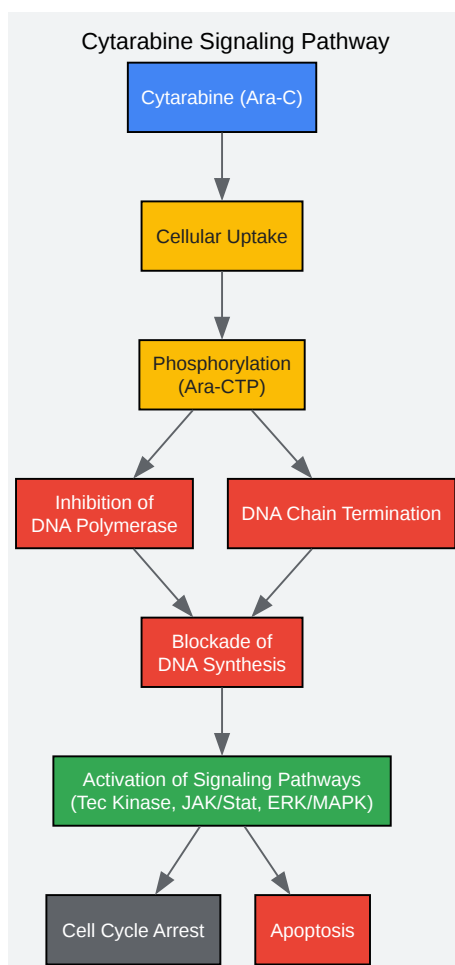 Cytarabine Signaling Pathway
Cytarabine (Ara-C)
Cellular Uptake
Phosphorylation
(Ara-CTP)
Inhibition of
DNA Polymerase
DNA Chain Termination
Blockade of
DNA Synthesis
Activation of Signaling Pathways
(Tec Kinase, JAK/Stat, ERK/MAPK)
Cell Cycle Arrest
Apoptosis